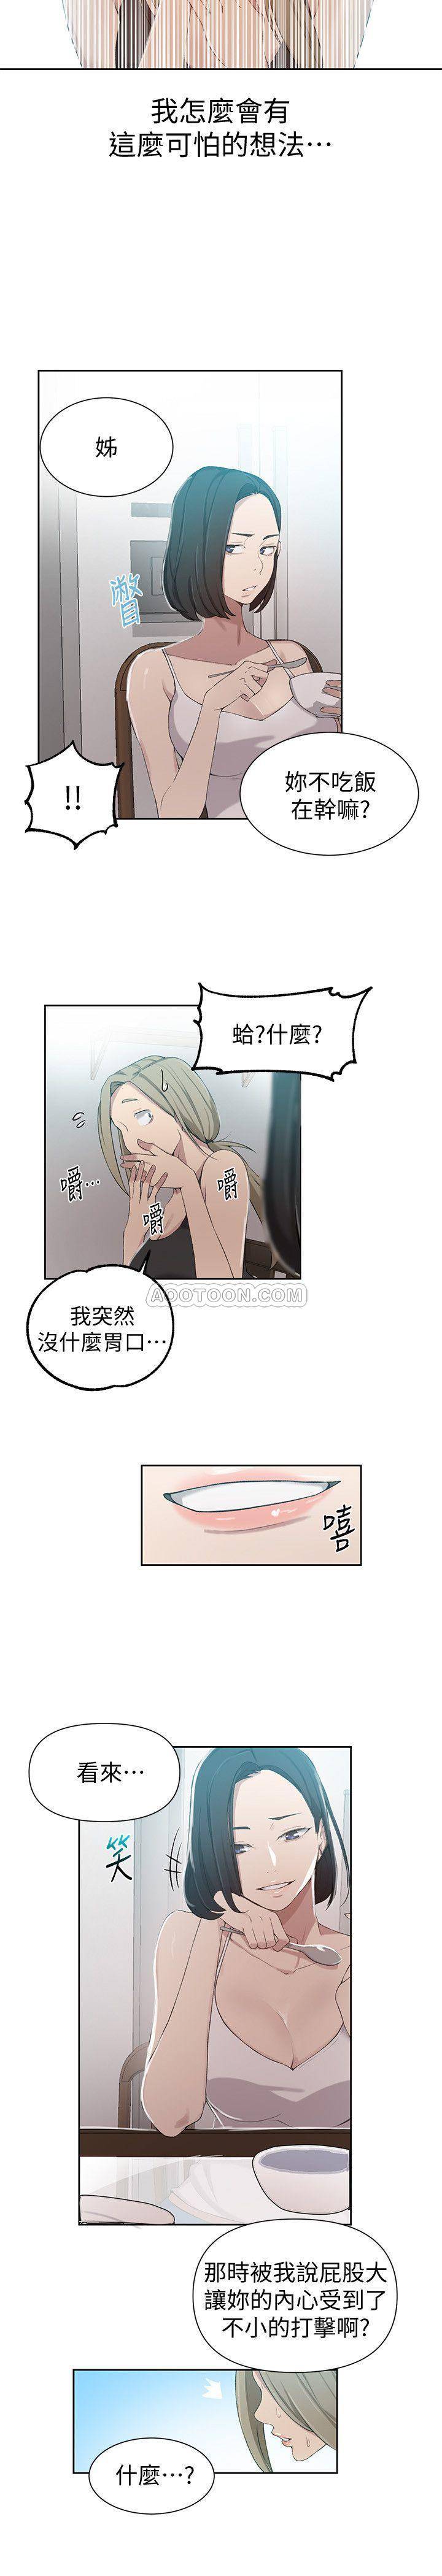 我怎麼會有
這麼可怕的想法⋯
姊
瞥
!!
妳不吃飯
在幹嘛?
蛤?什麼?
嚼⋯
嚼
嚼
AOOTOON.COM
我突然
沒什麼胃口⋯
嘻
看來⋯
笑
那時被我說屁股大
讓妳的內心受到了
不小的打擊啊?
什麼⋯?